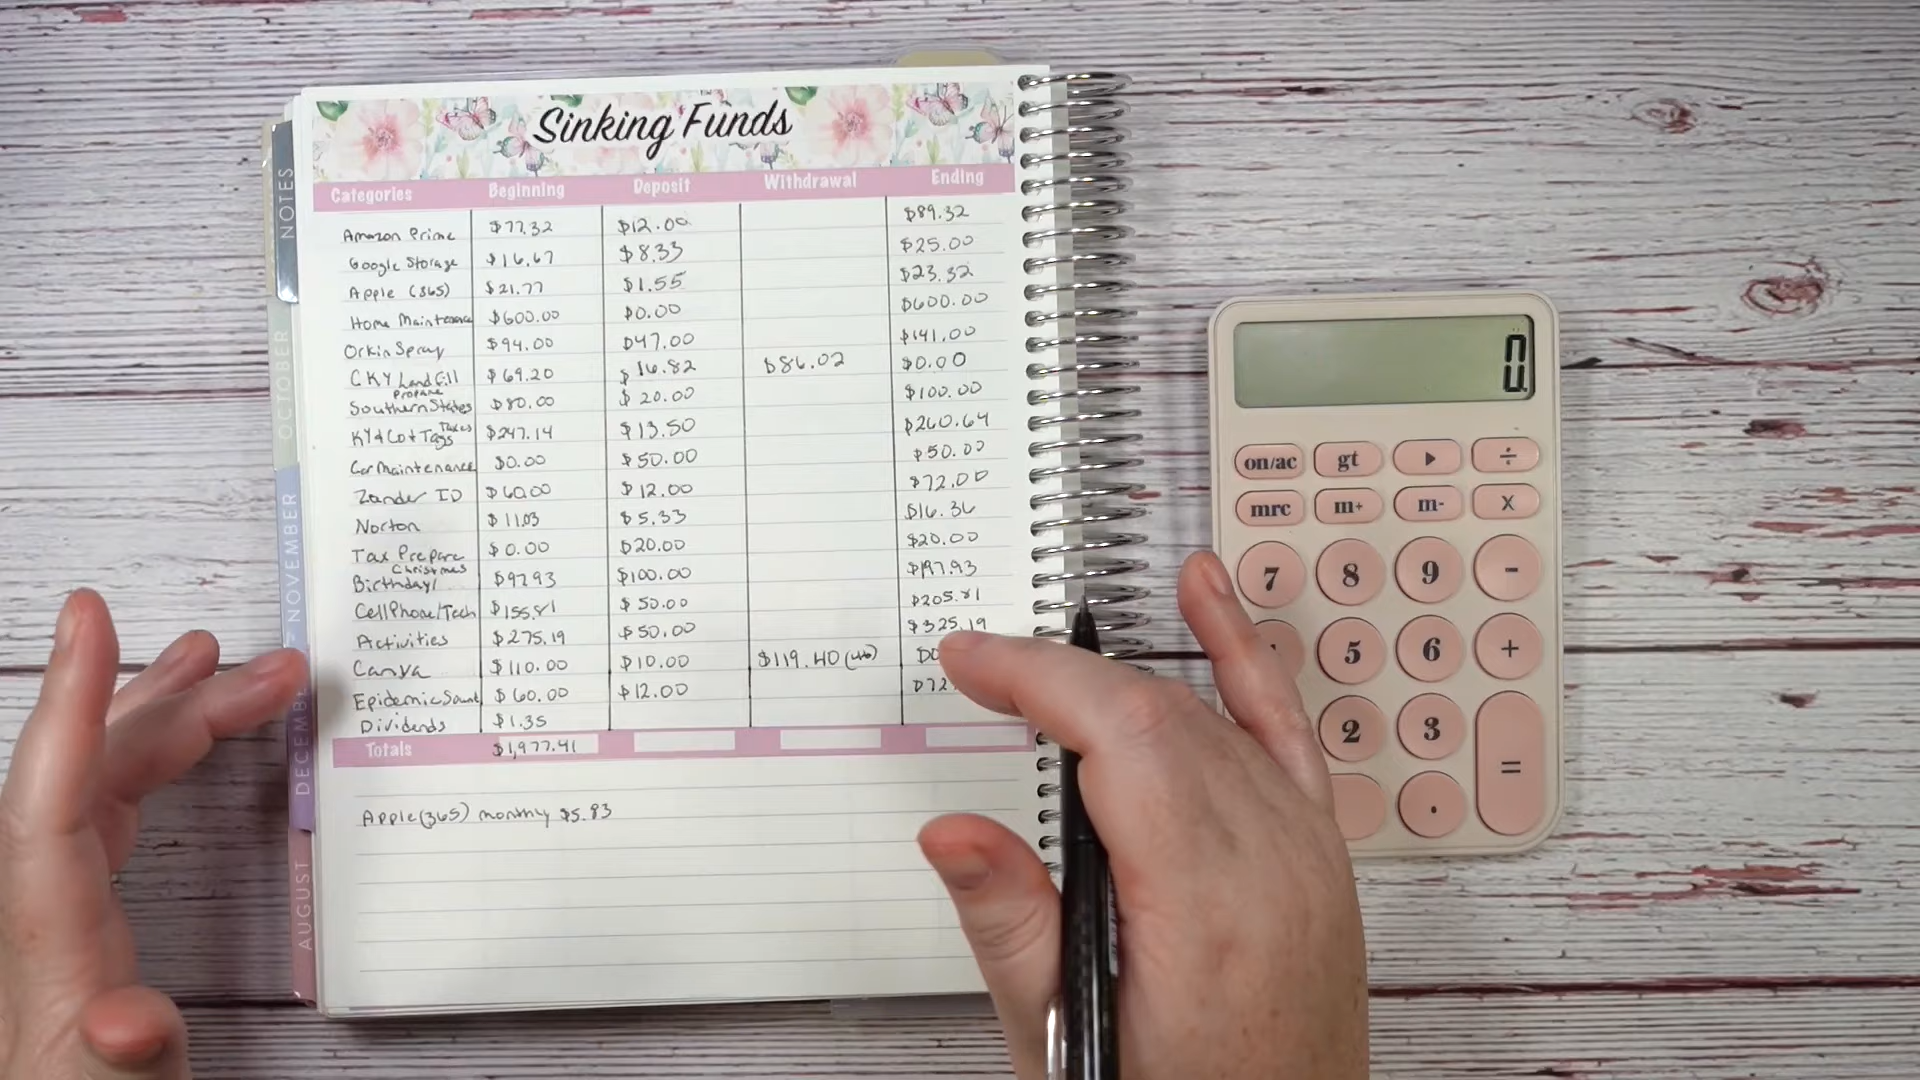 Sinking Funds
Categories Beginning Deposit Withdrawal Ending
Amazon Prime $77.32 $12.00 $89.32
Google Storage $16.67 $8.33 $25.00
Apple (365) $21.77 $1.55 $23.32
Home Maintenance $600.00 $0.00 $600.00
Orkin Spray $94.00 $47.00 $141.00
CKY Landfill $69.20 $16.82 $86.02 $0.00
Propane
Southern States $80.00 $20.00 $100.00
Taxes
KY & Co + Tags $247.14 $13.50 $260.64
Car Maintenance $0.00 $50.00 $50.00
Zander ID $60.00 $12.00 $72.00
Norton $11.03 $5.33 $16.36
Tax Prepare $0.00 $20.00 $20.00
Christmas
Birthday/ $97.93 $100.00 $197.93
CellPhone/Tech $155.81 $50.00 $205.81
Activities $275.19 $50.00 $325.19
Canva $110.00 $10.00 $119.40
Epidemic Sound $60.00 $12.00 $72.
Dividends $1.35
Totals $1,977.41
Apple (365) monthly $5.83
NOTES
OCTOBER
NOVEMBER
DECEMBER
AUGUST
0.
on/ac gt ÷
mrc m+ m- X
7 8 9 -
5 6 +
2 3 =
.